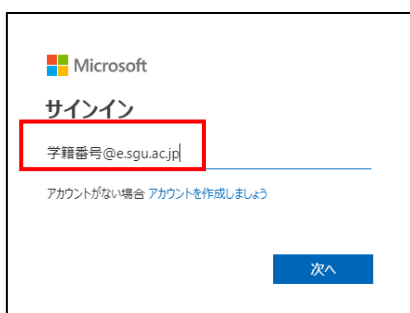 Microsoft
サインイン
学籍番号@e.sgu.ac.jp
アカウントがない場合 アカウントを作成しましょう
次へ